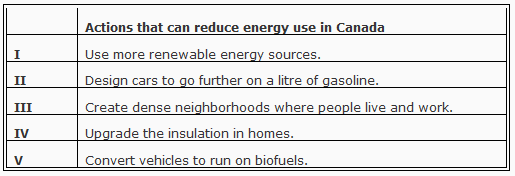 Actions that can reduce energy use in Canada
I Use more renewable energy sources.
II Design cars to go further on a litre of gasoline.
III Create dense neighborhoods where people live and work.
IV Upgrade the insulation in homes.
V Convert vehicles to run on biofuels.